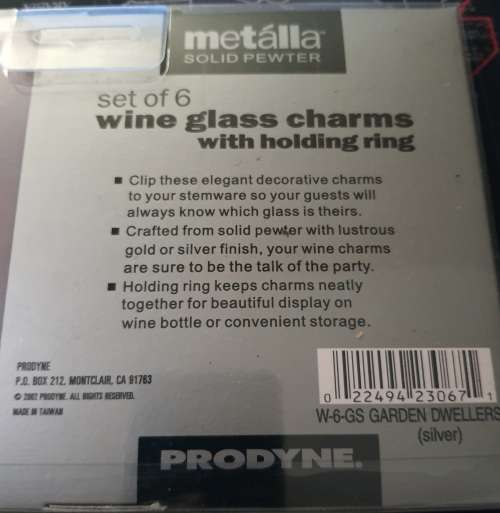 metálla
SOLID PEWTER
set of 6
wine glass charms
with holding ring
■ Clip these elegant decorative charms
to your stemware so your guests will
always know which glass is theirs.
■ Crafted from solid pewter with lustrous
gold or silver finish, your wine charms
are sure to be the talk of the party.
■ Holding ring keeps charms neatly
together for beautiful display on
wine bottle or convenient storage.
PRODYNE
P.O. BOX 212, MONTCLAIR, CA 91763
© 2002 PRODYNE. ALL RIGHTS RESERVED.
MADE IN TAIWAN
0 22494 23067 1
W-6-GS GARDEN DWELLERS
(silver)
PRODYNE.